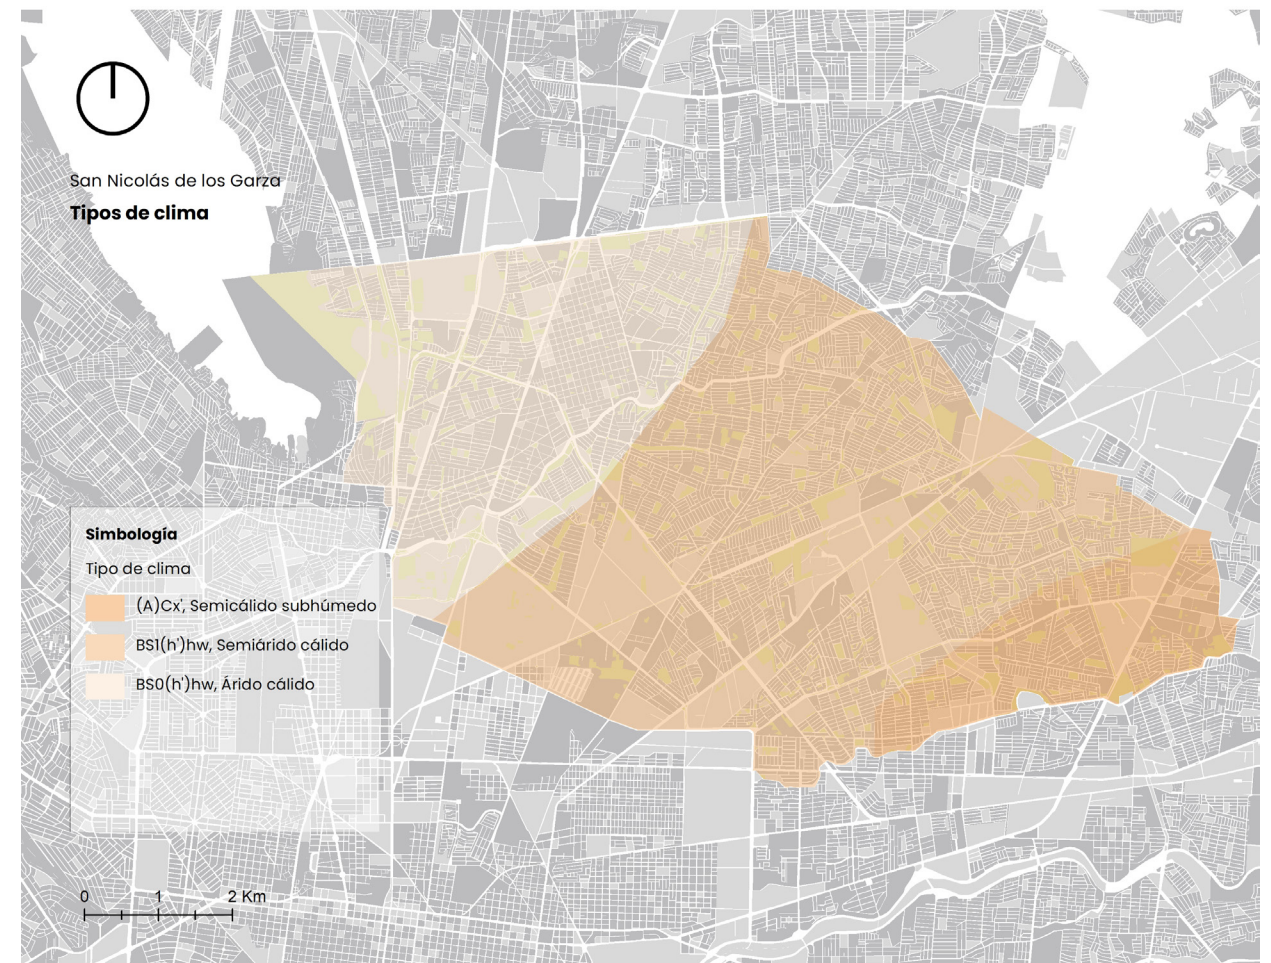 San Nicolás de los Garza
Tipos de clima
Simbología
Tipo de clima
(A)Cx', Semicálido subhúmedo
BS1(h')hw, Semiárido cálido
BS0(h')hw, Árido cálido
0 1 2 Km